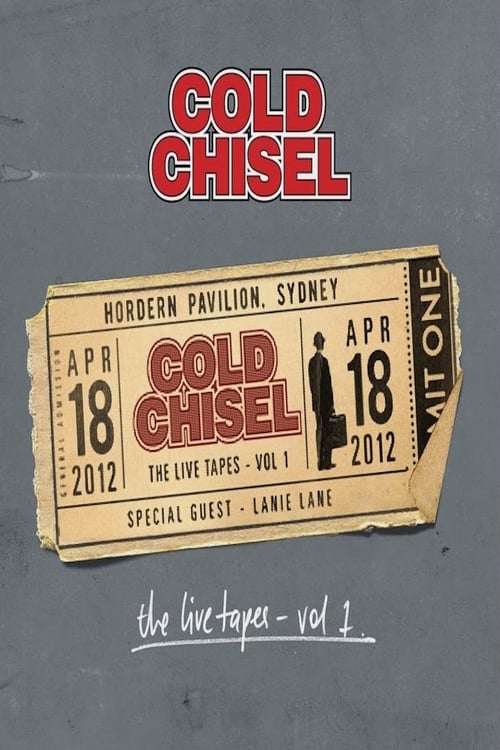 COLD
CHISEL
HORDERN PAVILION, SYDNEY
GENERAL ADMISSION
APR
18
2012
COLD
CHISEL
THE LIVE TAPES - VOL 1
APR
18
2012
MIT ONE
SPECIAL GUEST - LANIE LANE
the live tapes - vol 1.